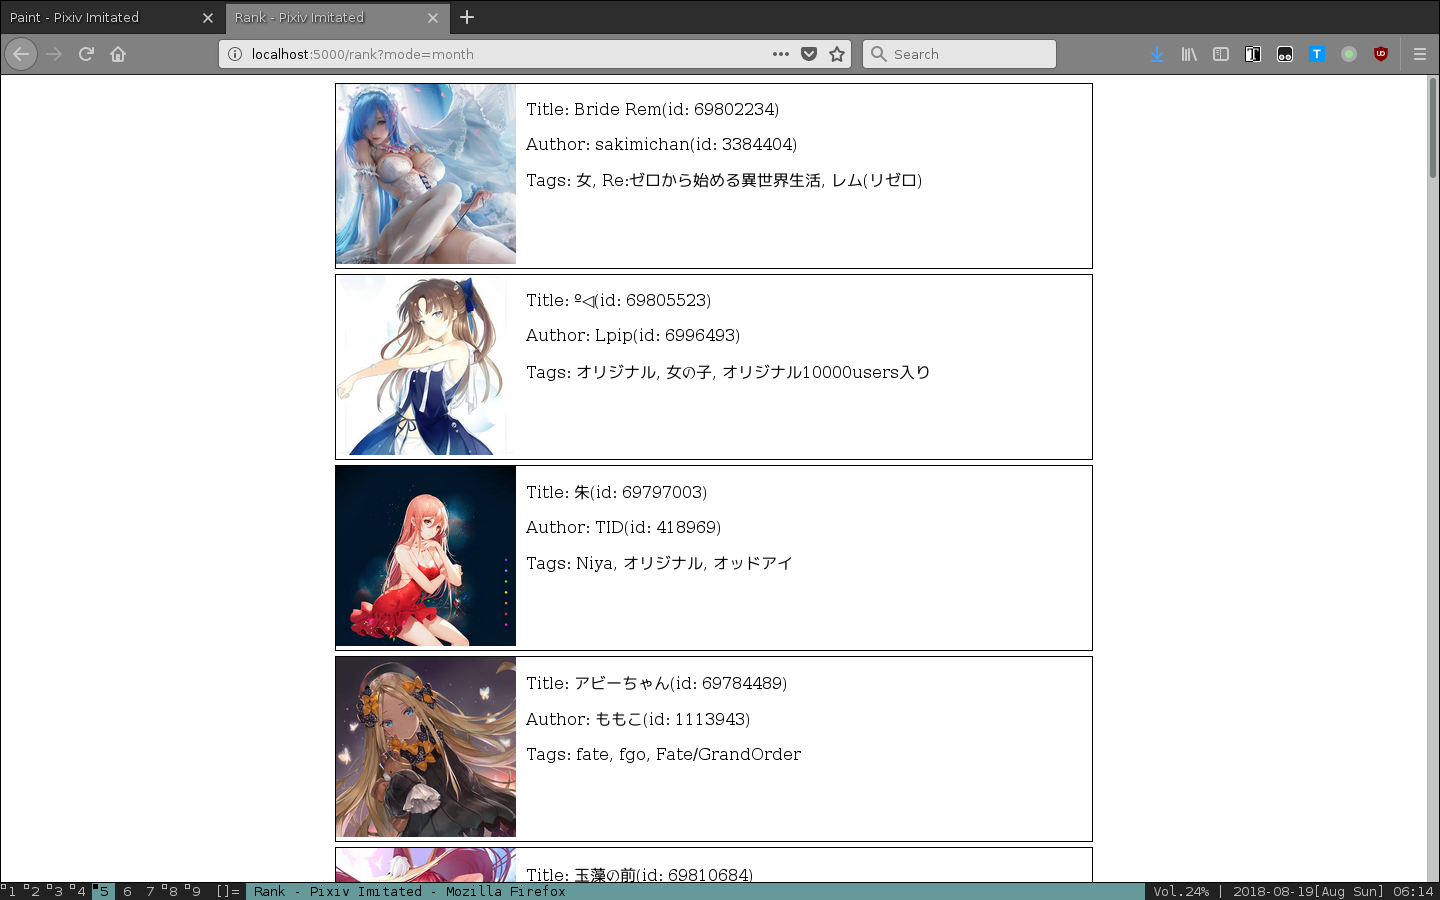 Paint - Pixiv Imitated
Rank - Pixiv Imitated
localhost:5000/rank?mode=month
Search
Title: Bride Rem(id: 69802234)
Author: sakimichan(id: 3384404)
Tags: 女, Re:ゼロから始める異世界生活, レム(リゼロ)
Title: º◁(id: 69805523)
Author: Lpip(id: 6996493)
Tags: オリジナル, 女の子, オリジナル10000users入り
Title: 朱(id: 69797003)
Author: TID(id: 418969)
Tags: Niya, オリジナル, オッドアイ
Title: アビーちゃん(id: 69784489)
Author: ももこ(id: 1113943)
Tags: fate, fgo, Fate/GrandOrder
Title: 玉藻の前(id: 69810684)
1 2 3 4 5 6 7 8 9 []= Rank - Pixiv Imitated - Mozilla Firefox Vol.24% | 2018-08-19[Aug Sun] 06:14